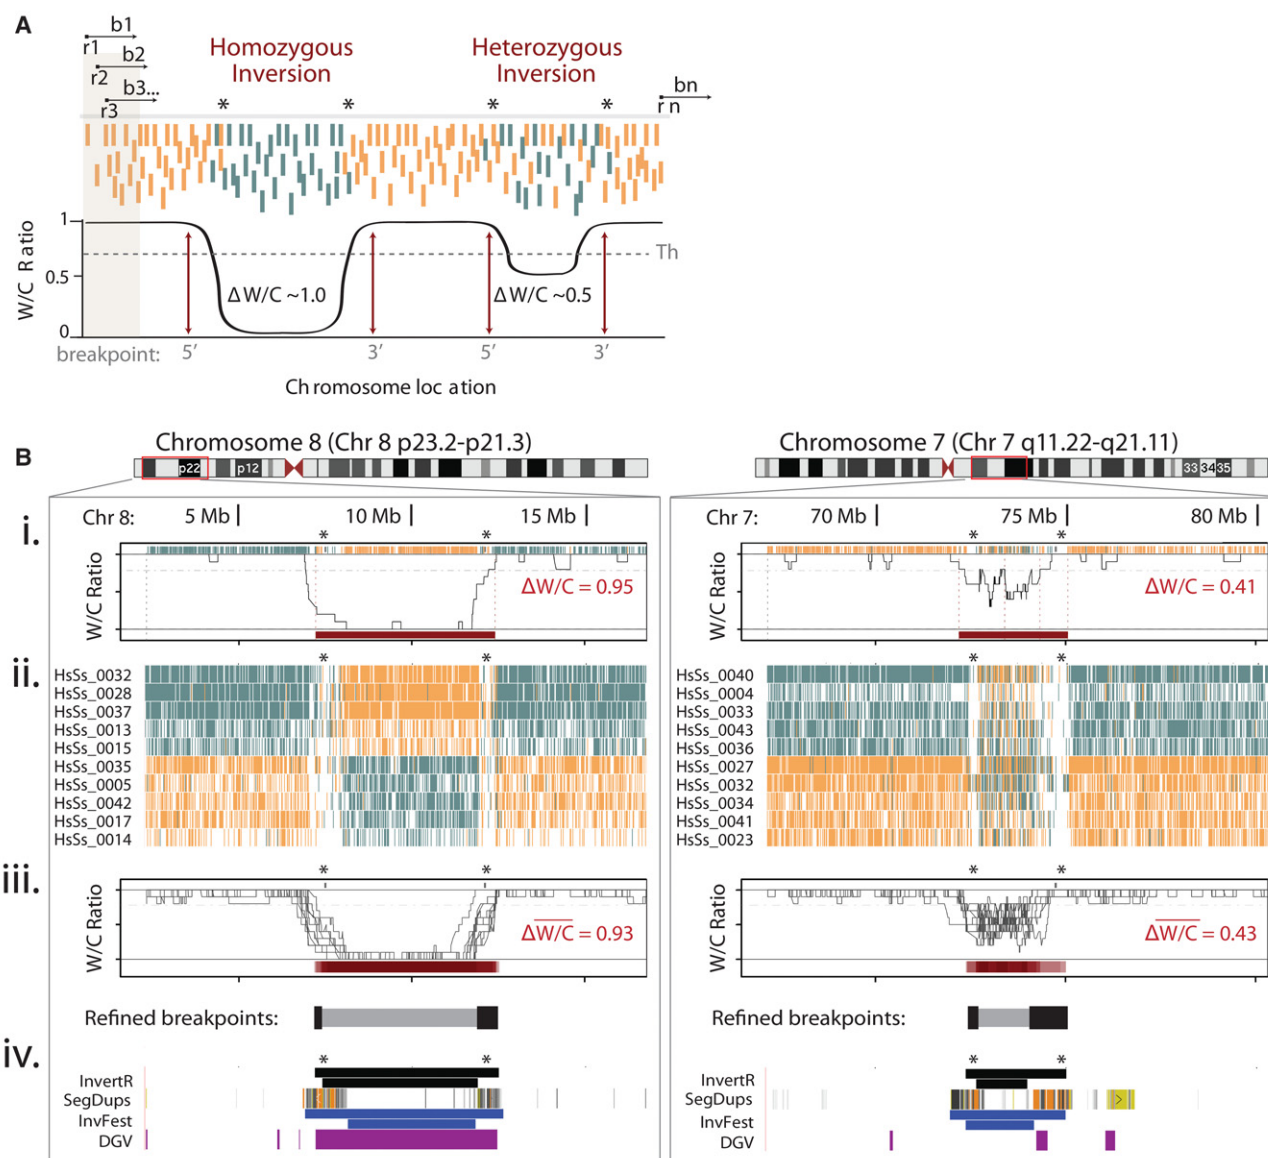 A
b1
r1
b2
r2
b3...
r3
Homozygous
Inversion
Heterozygous
Inversion
bn
r n
* * * *
W/C Ratio
1
0.5
0
Th
Δ W/C ~1.0
Δ W/C ~0.5
breakpoint: 5’ 3’ 5’ 3’
Chromosome loc ation
B
Chromosome 8 (Chr 8 p23.2-p21.3)
p22 p12
Chromosome 7 (Chr 7 q11.22-q21.11)
33 34 35
i.
Chr 8: 5 Mb 10 Mb 15 Mb
* *
W/C Ratio
ΔW/C = 0.95
Chr 7: 70 Mb 75 Mb 80 Mb
* *
W/C Ratio
ΔW/C = 0.41
ii.
* *
HsSs_0032
HsSs_0028
HsSs_0037
HsSs_0013
HsSs_0015
HsSs_0035
HsSs_0005
HsSs_0042
HsSs_0017
HsSs_0014
* *
HsSs_0040
HsSs_0004
HsSs_0033
HsSs_0043
HsSs_0036
HsSs_0027
HsSs_0032
HsSs_0034
HsSs_0041
HsSs_0023
iii.
* *
W/C Ratio
ΔW/C = 0.93
* *
W/C Ratio
ΔW/C = 0.43
Refined breakpoints:
Refined breakpoints:
iv.
* *
InvertR
SegDups
InvFest
DGV
* *
InvertR
SegDups
InvFest
DGV